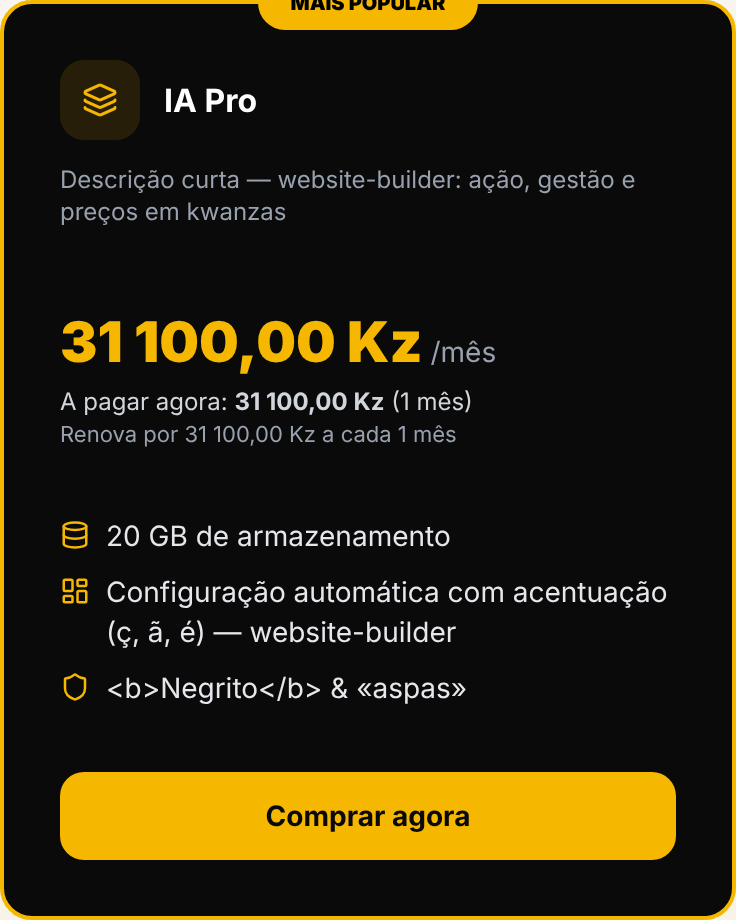 MAIS POPULAR
IA Pro
Descrição curta — website-builder: ação, gestão e
preços em kwanzas
31 100,00 Kz /mês
A pagar agora: 31 100,00 Kz (1 mês)
Renova por 31 100,00 Kz a cada 1 mês
20 GB de armazenamento
Configuração automática com acentuação
(ç, ã, é) — website-builder
<b>Negrito</b> & «aspas»
Comprar agora